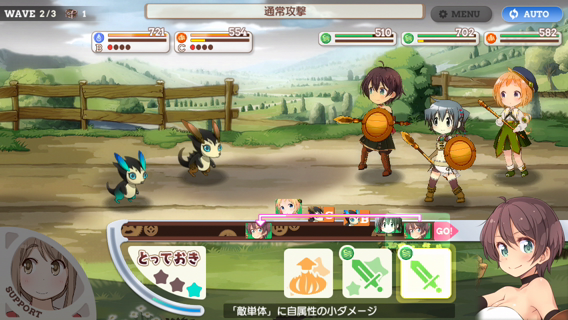 WAVE 2/3
1
通常攻撃
MENU
AUTO
721
B
554
C
510
702
582
GO!
とっておき
SUPPORT
「敵単体」に自属性の小ダメージ